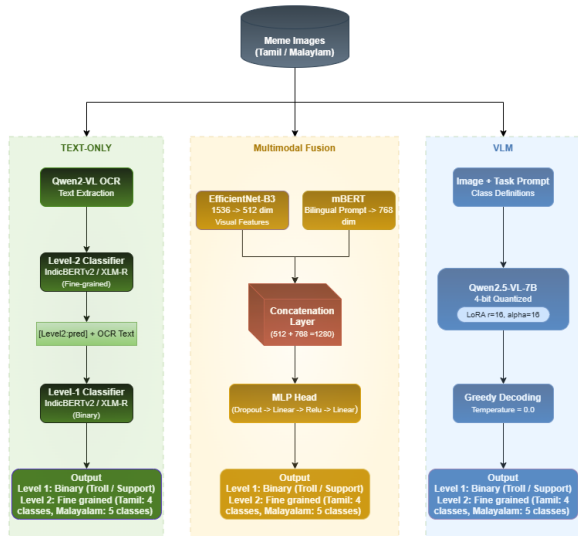 Meme Images
(Tamil / Malaylam)
TEXT-ONLY
Qwen2-VL OCR
Text Extraction
Level-2 Classifier
IndicBERTv2 / XLM-R
(Fine-grained)
[Level2:pred] + OCR Text
Level-1 Classifier
IndicBERTv2 / XLM-R
(Binary)
Output
Level 1: Binary (Troll / Support)
Level 2: Fine grained (Tamil: 4
classes, Malayalam: 5 classes)
Multimodal Fusion
EfficientNet-B3
1536 -> 512 dim
Visual Features
mBERT
Bilingual Prompt -> 768
dim
Concatenation
Layer
(512 + 768 =1280)
MLP Head
(Dropout -> Linear -> Relu -> Linear)
Output
Level 1: Binary (Troll / Support)
Level 2: Fine grained (Tamil: 4
classes, Malayalam: 5 classes)
VLM
Image + Task Prompt
Class Definitions
Qwen2.5-VL-7B
4-bit Quantized
LoRA r=16, alpha=16
Greedy Decoding
Temperature = 0.0
Output
Level 1: Binary (Troll / Support)
Level 2: Fine grained (Tamil: 4
classes, Malayalam: 5 classes)